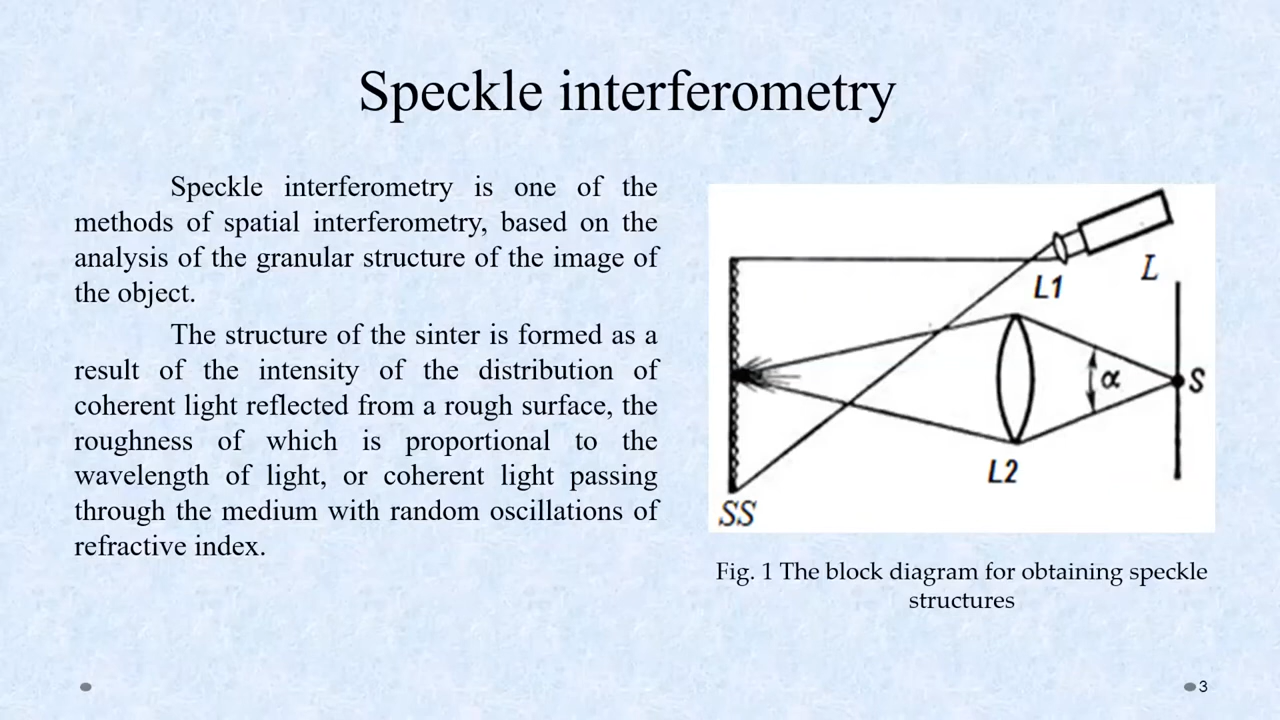 Speckle interferometry
Speckle interferometry is one of the
methods of spatial interferometry, based on the
analysis of the granular structure of the image of
the object.
The structure of the sinter is formed as a
result of the intensity of the distribution of
coherent light reflected from a rough surface, the
roughness of which is proportional to the
wavelength of light, or coherent light passing
through the medium with random oscillations of
refractive index.
L1
L
α
S
L2
SS
Fig. 1 The block diagram for obtaining speckle
structures
3